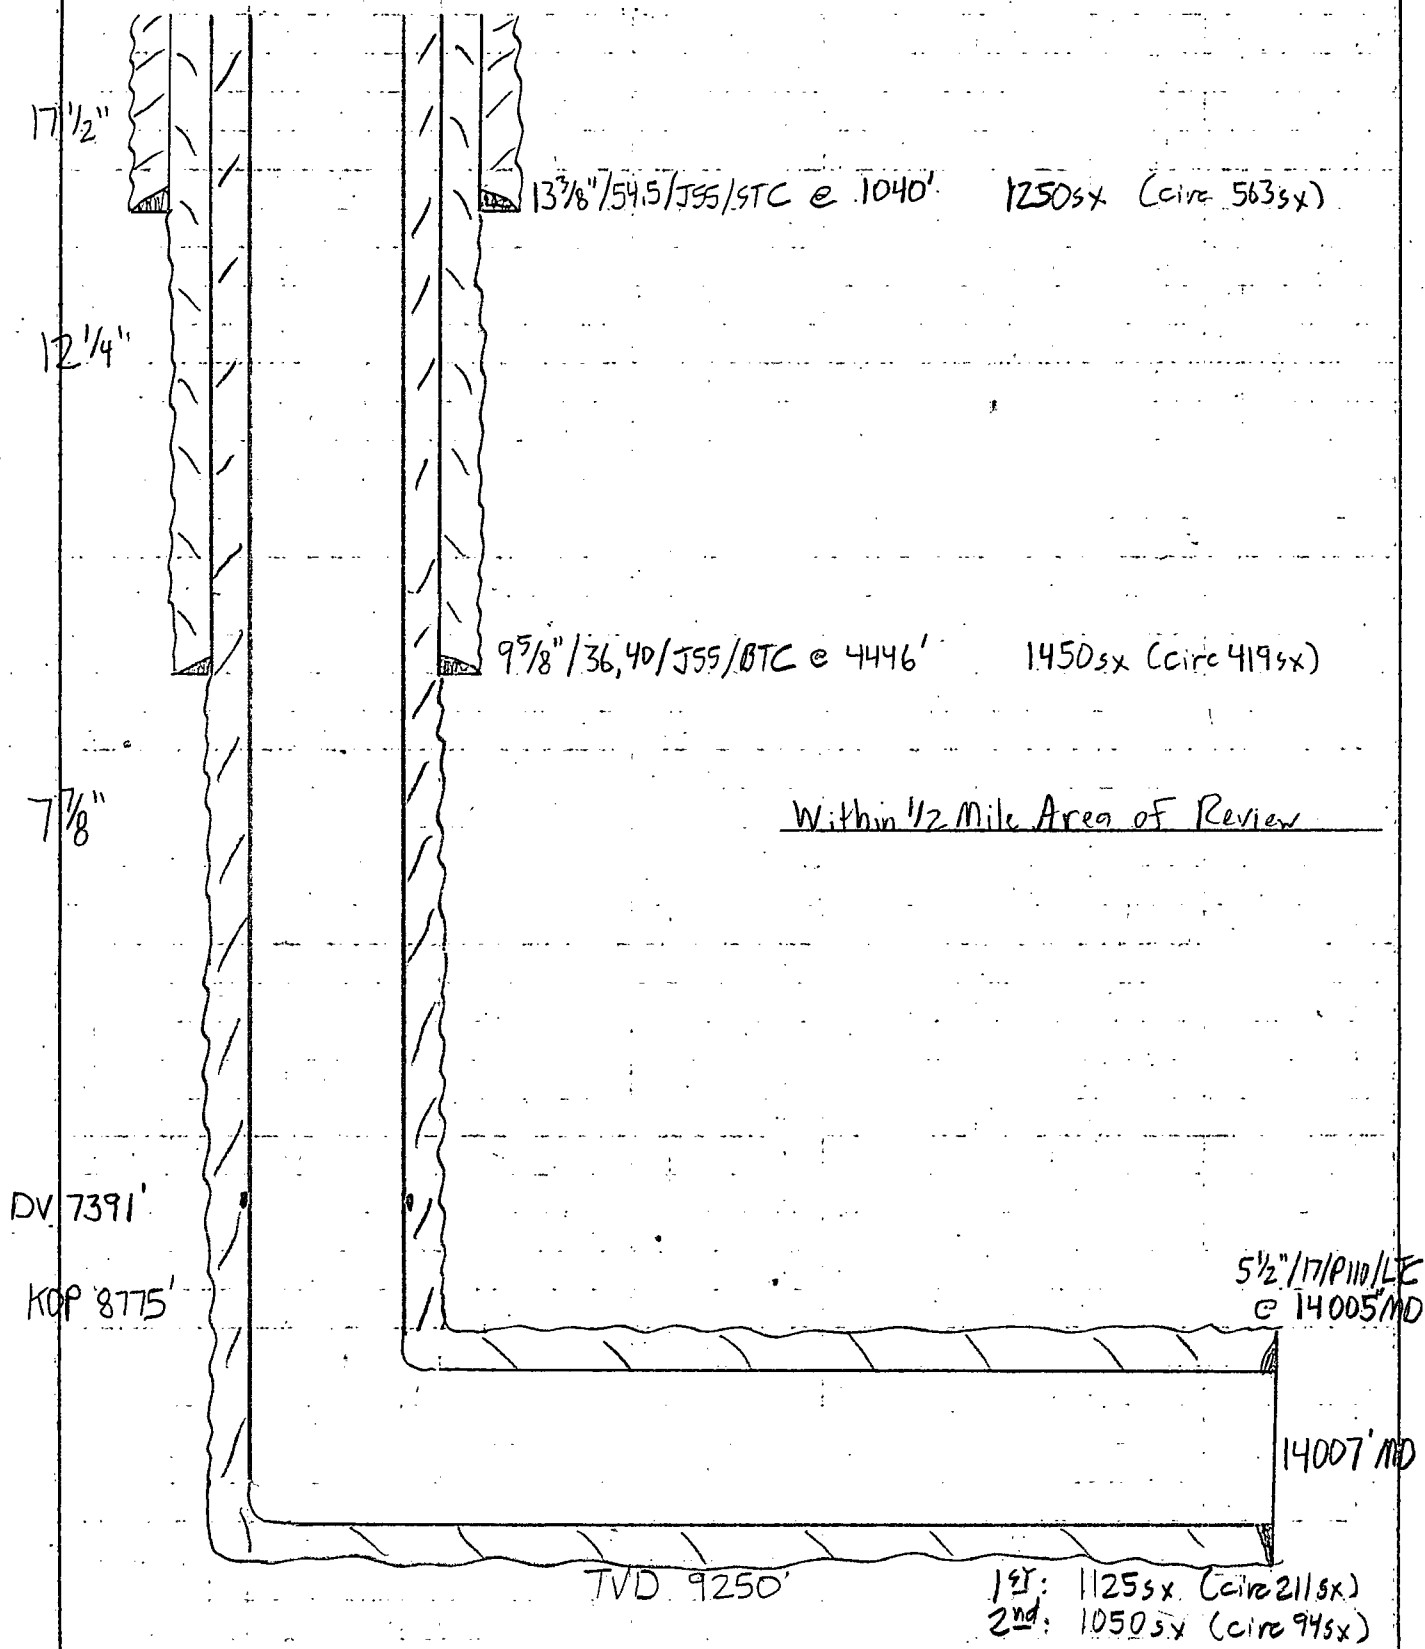 17 1/2"
13 3/8"/54.5/J55/STC @ 1040' 1250sx (circ 563sx)
12 1/4"
9 5/8"/36,40/J55/BTC @ 4446' 1450sx (circ 419sx)
7 7/8"
Within 1/2 Mile Area of Review
DV 7391'
KOP 8775'
5 1/2"/17/P110/LTC
@ 14005'MD
14007'MD
TVD 9250'
1st: 1125sx (circ 211sx)
2nd: 1050sx (circ 94sx)